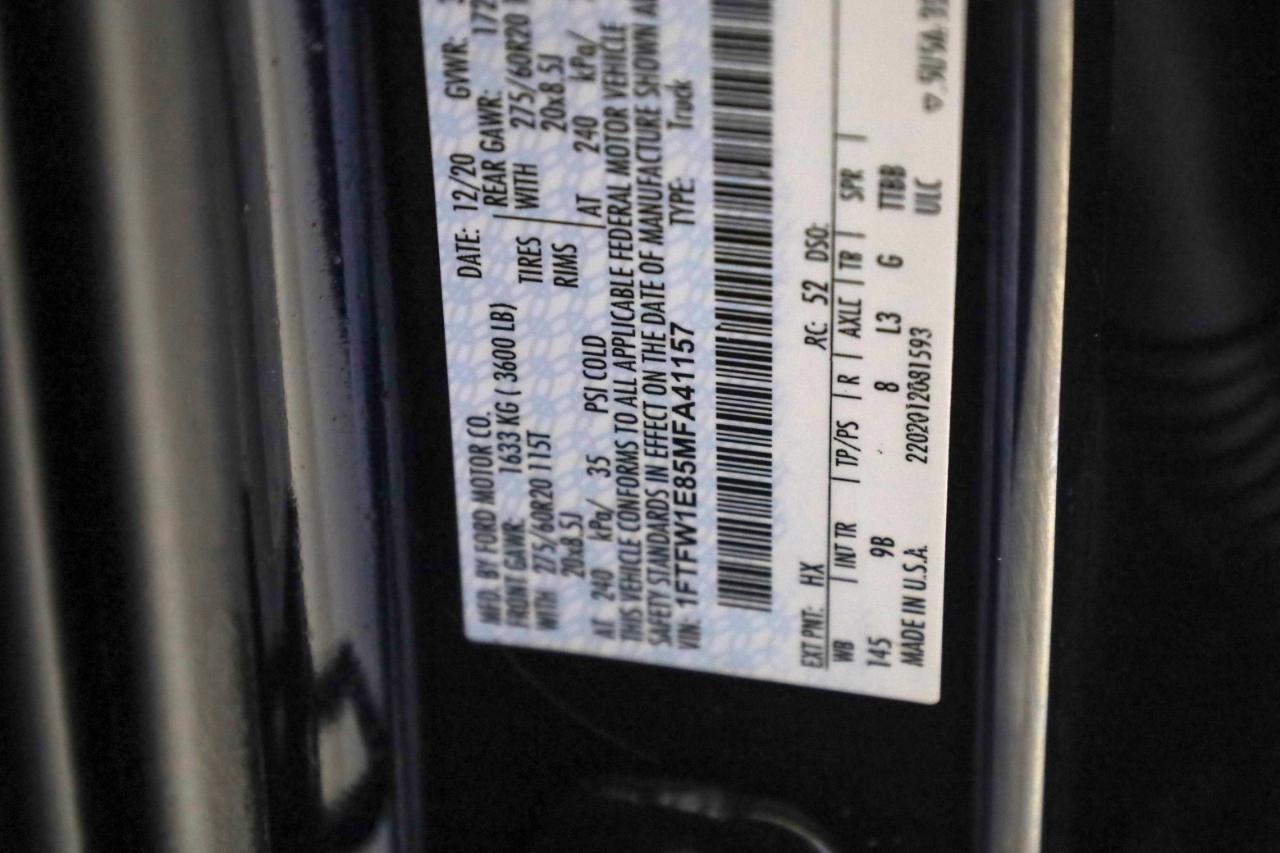 MFD. BY FORD MOTOR CO. DATE: 12/20 GVWR:
FRONT GAWR: 1633 KG ( 3600 LB) REAR GAWR: 172
WITH 275/60R20 115T TIRES WITH 275/60R20
20x8.5J RIMS 20x8.5J
AT 240 kPa/ 35 PSI COLD AT 240 kPa/
THIS VEHICLE CONFORMS TO ALL APPLICABLE FEDERAL MOTOR VEHICLE
SAFETY STANDARDS IN EFFECT ON THE DATE OF MANUFACTURE SHOWN
VIN: 1FTFW1E85MFA41157 TYPE: Truck
EXT PNT: HX RC: 52 DSO:
WB | INT TR | TP/PS | R | AXLE | TR | SPR |
145 9B 8 L3 G TTBB
MADE IN U.S.A. 2202012081593 ULC